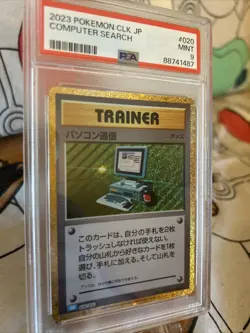 2023 POKEMON CLK JP
#020
COMPUTER SEARCH
MINT
9
PSA
88741487
TRAINER
パソコン通信
グッズ
このカードは、自分の手札を2枚
トラッシュしなければ使えない。
自分の山札から好きなカードを1枚
選び、手札に加える。そして山札を
切る。